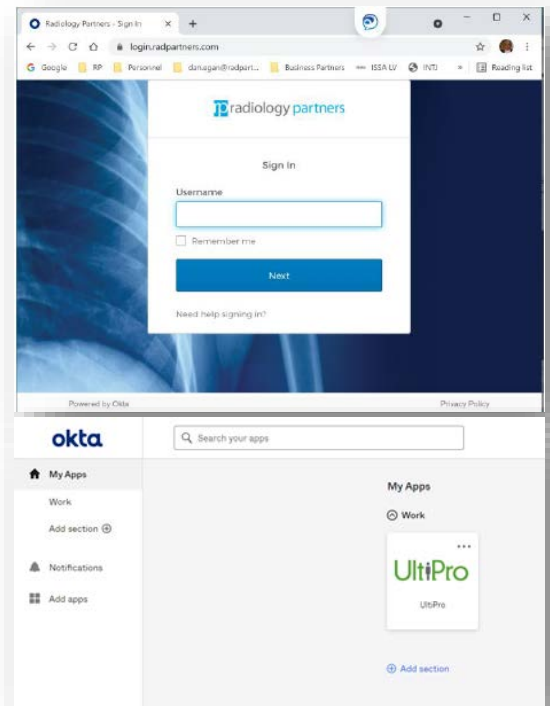 Radiology Partners - Sign In
login.radpartners.com
Google RP Personnel Business Partners ISSA LV INTJ » Reading list
rp radiology partners
Sign In
Username
Remember me
Next
Need help signing in?
Powered by Okta Privacy Policy
okta
Search your apps
My Apps
Work
Add section
Notifications
Add apps
My Apps
Work
UltiPro
UltiPro
Add section